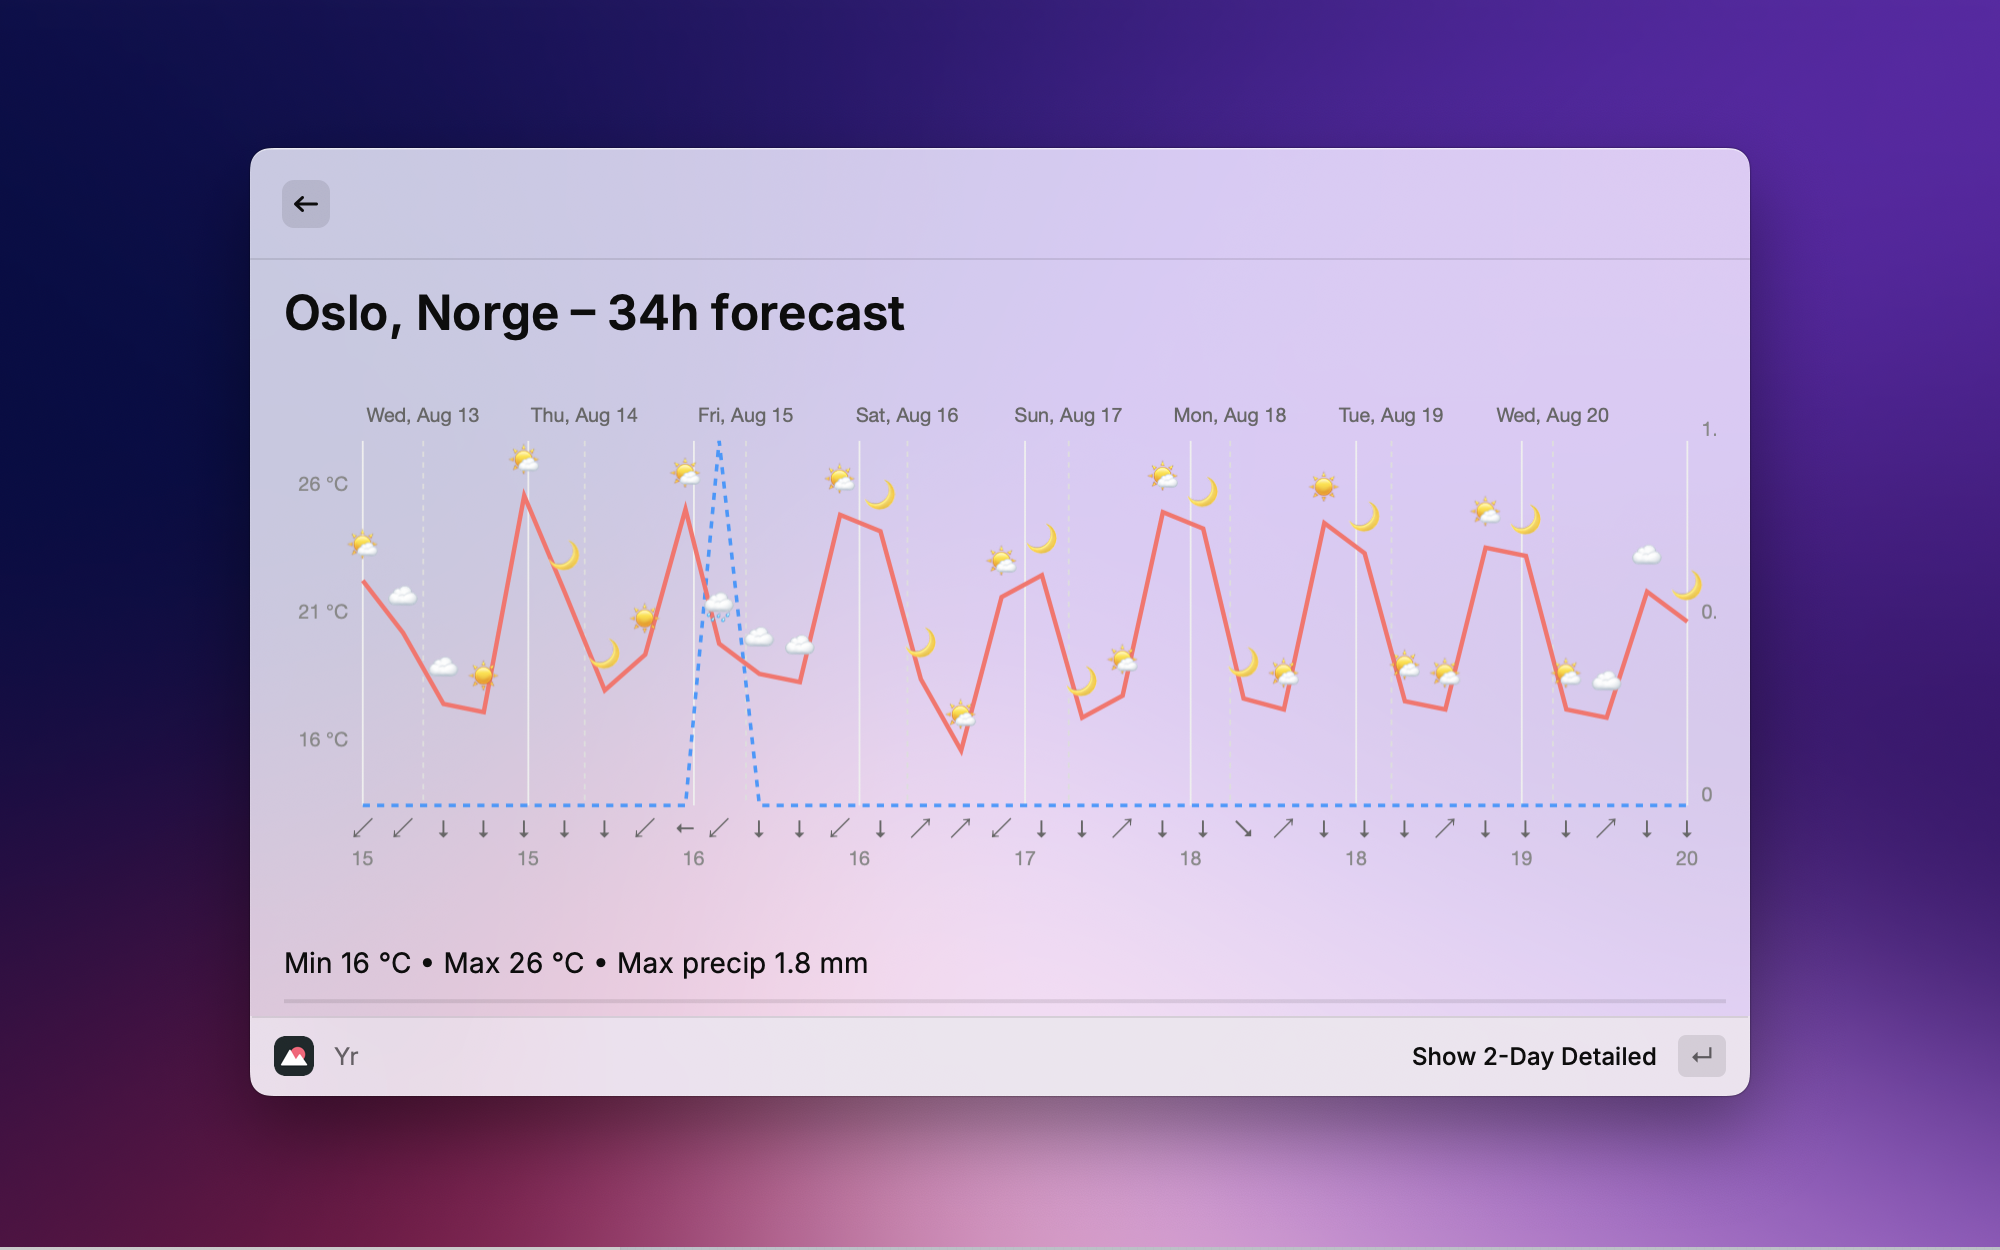 Oslo, Norge – 34h forecast
Wed, Aug 13 Thu, Aug 14 Fri, Aug 15 Sat, Aug 16 Sun, Aug 17 Mon, Aug 18 Tue, Aug 19 Wed, Aug 20
1.
26 °C
21 °C 0.
16 °C
0
15 15 16 16 17 18 18 19 20
Min 16 °C • Max 26 °C • Max precip 1.8 mm
Yr Show 2-Day Detailed